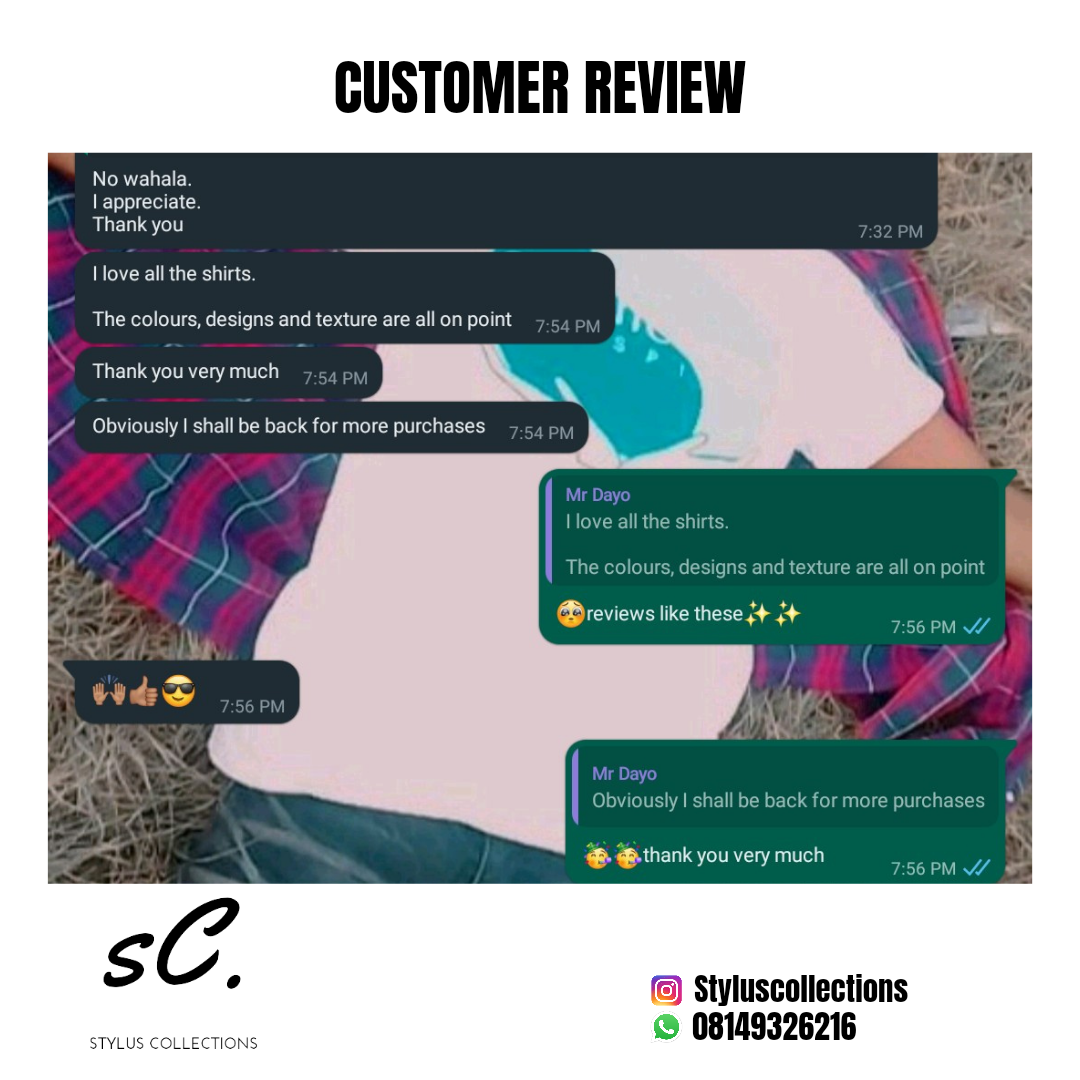 CUSTOMER REVIEW
No wahala.
I appreciate.
Thank you
7:32 PM
I love all the shirts.
The colours, designs and texture are all on point 7:54 PM
Thank you very much 7:54 PM
Obviously I shall be back for more purchases 7:54 PM
Mr Dayo
I love all the shirts.
The colours, designs and texture are all on point
🥺reviews like these✨✨
7:56 PM
🙌🏽👍🏽😎 7:56 PM
Mr Dayo
Obviously I shall be back for more purchases
🥳🥳thank you very much
7:56 PM
sC.
STYLUS COLLECTIONS
Styluscollections
08149326216